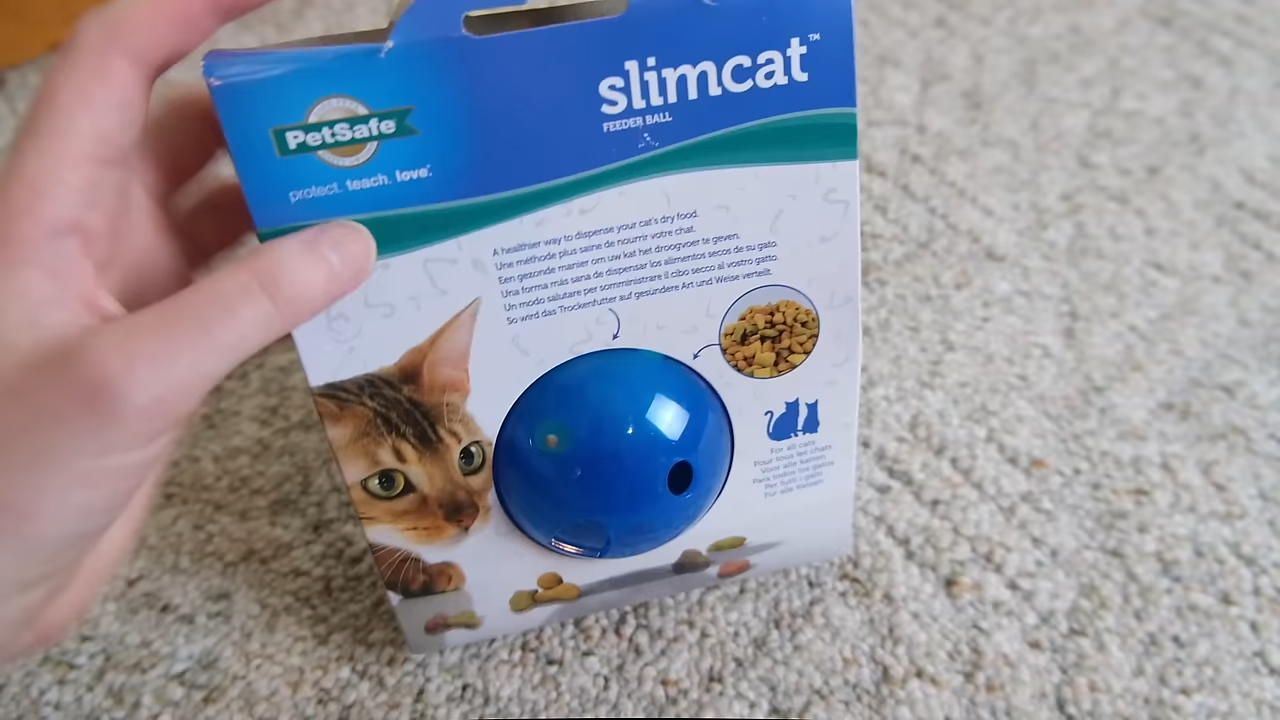 slimcat™
FEEDER BALL
PetSafe®
protect. teach. love.
A healthier way to dispense your cat's dry food.
Une méthode plus saine de nourrir votre chat.
Een gezonde manier om uw kat het droogvoer te geven.
Una forma más sana de dispensar los alimentos secos de su gato.
Un modo salutare per somministrare il cibo secco al vostro gatto.
So wird das Trockenfutter auf gesündere Art und Weise verteilt.
For all cats
Pour tous les chats
Voor alle katten
Para todos los gatos
Per tutti i gatti
Für alle Katzen